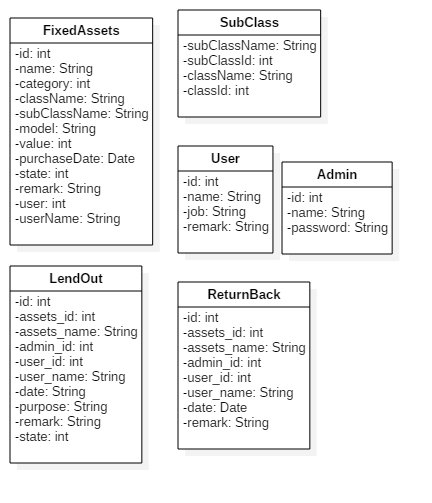 FixedAssets
-id: int
-name: String
-category: int
-className: String
-subClassName: String
-model: String
-value: int
-purchaseDate: Date
-state: int
-remark: String
-user: int
-userName: String
SubClass
-subClassName: String
-subClassId: int
-className: String
-classId: int
User
-id: int
-name: String
-job: String
-remark: String
Admin
-id: int
-name: String
-password: String
LendOut
-id: int
-assets_id: int
-assets_name: String
-admin_id: int
-user_id: int
-user_name: String
-date: String
-purpose: String
-remark: String
-state: int
ReturnBack
-id: int
-assets_id: int
-assets_name: String
-admin_id: int
-user_id: int
-user_name: String
-date: Date
-remark: String